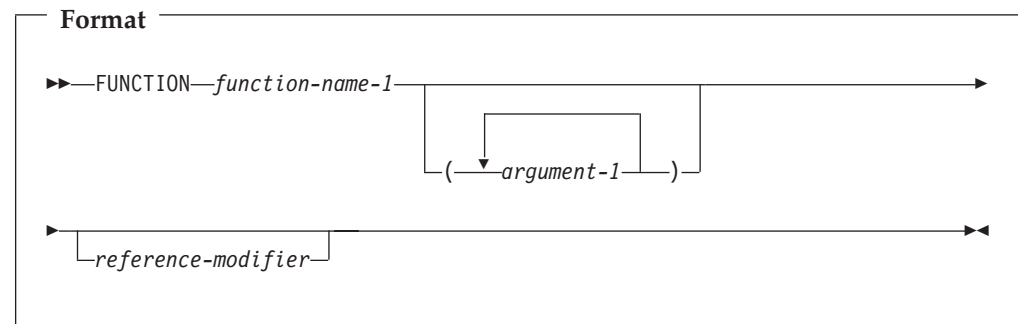 Format
FUNCTION function-name-1
( argument-1 )
reference-modifier